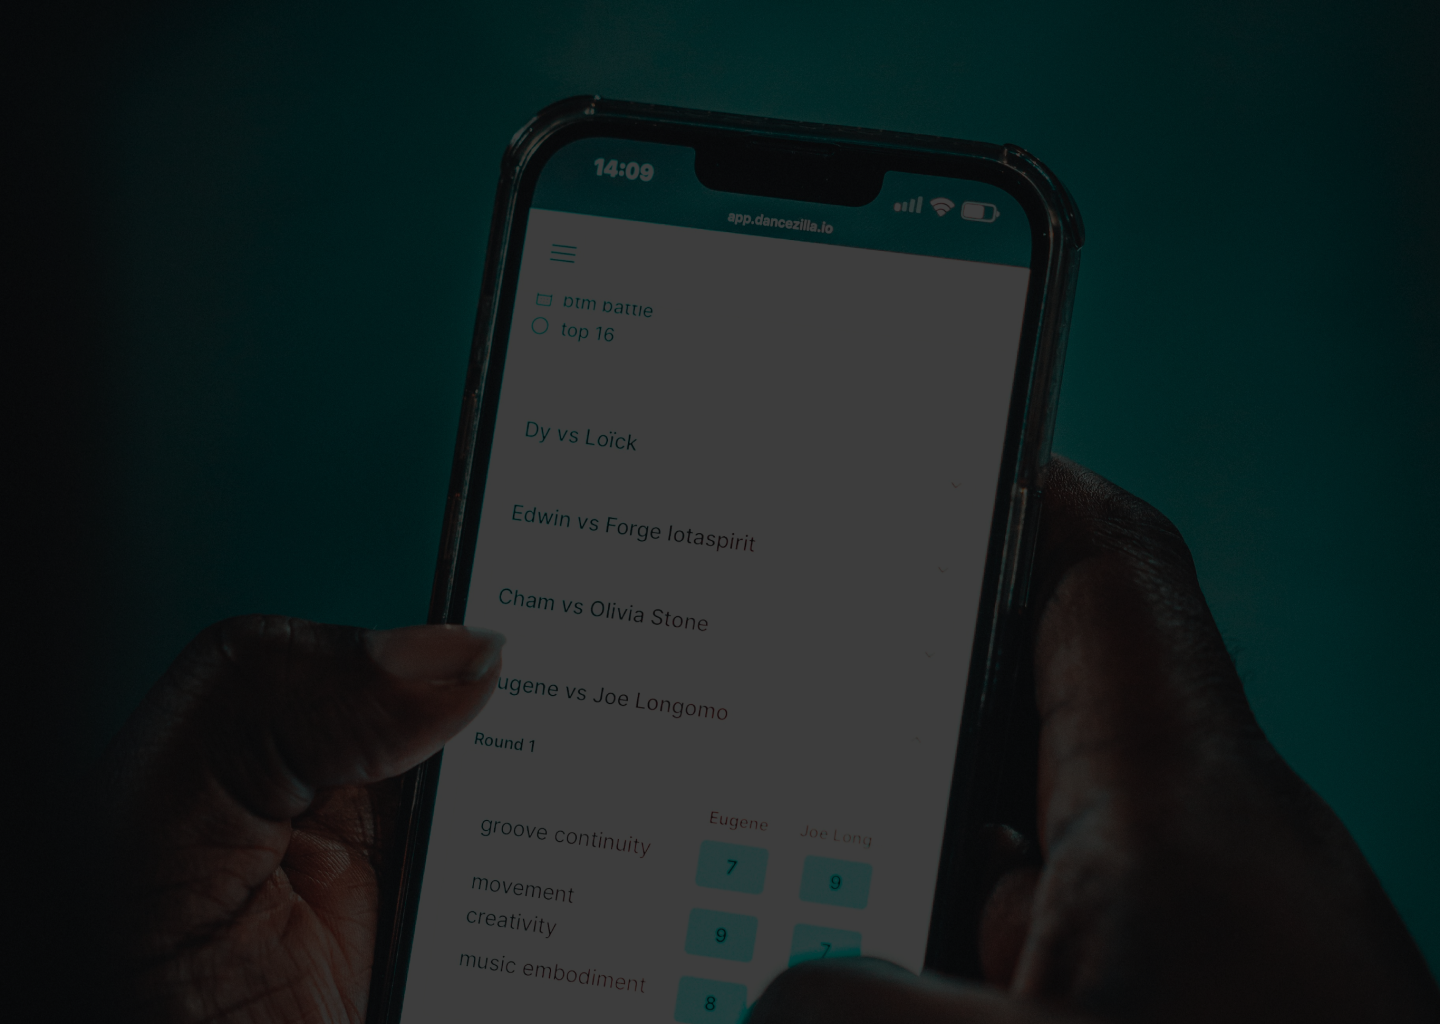 14:09
app.dancezilla.io
btm battle
top 16
Dy vs Loïck
Edwin vs Forge Iotaspirit
Cham vs Olivia Stone
ugene vs Joe Longomo
Round 1
Eugene Joe Long
groove continuity 7 9
movement
creativity 9 7
music embodiment 8